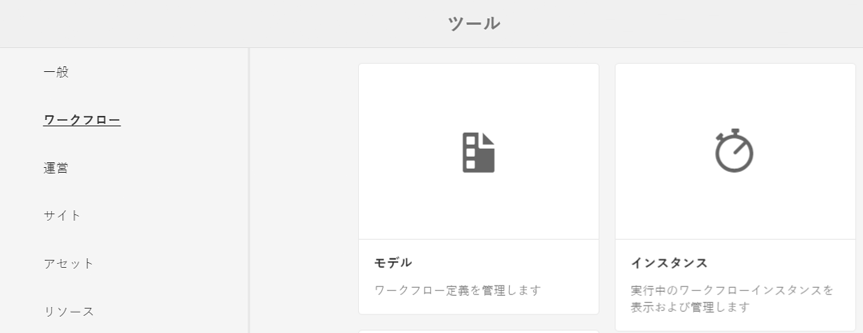 ツール
一般
ワークフロー
運営
サイト
アセット
リソース
モデル
ワークフロー定義を管理します
インスタンス
実行中のワークフローインスタンスを
表示および管理します